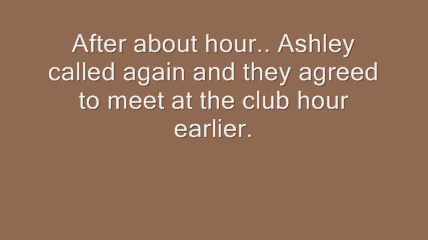 After about hour.. Ashley
called again and they agreed
to meet at the club hour
earlier.